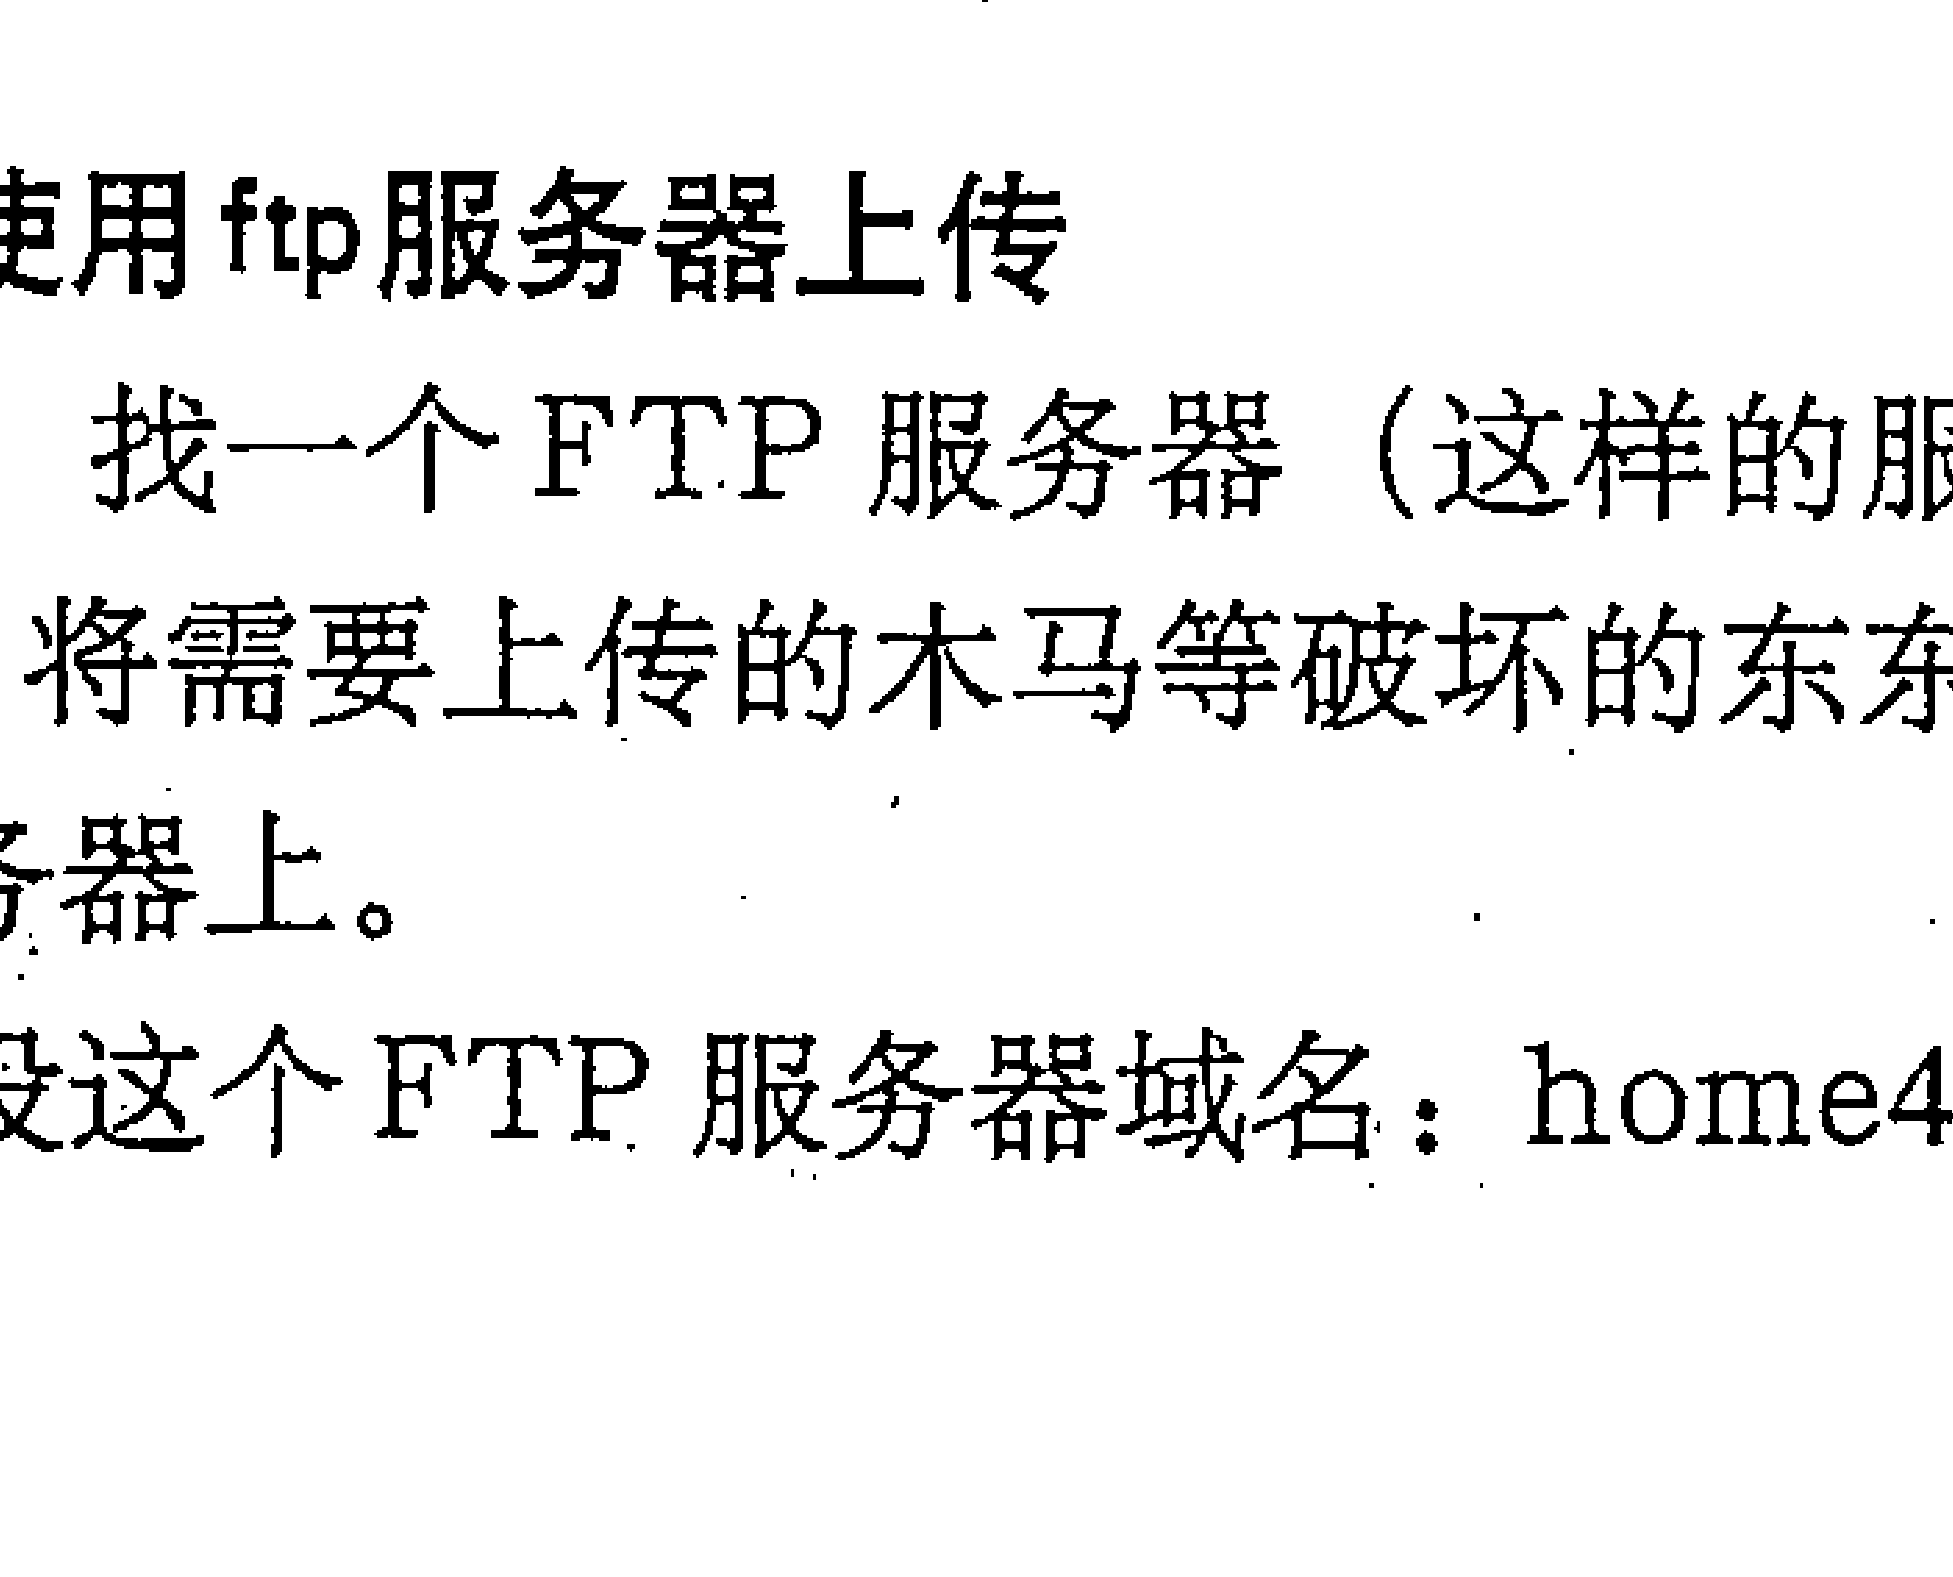 使用ftp服务器上传
找一个 FTP 服务器（这样的服
将需要上传的木马等破坏的东东
务器上。
设这个 FTP 服务器域名：home4